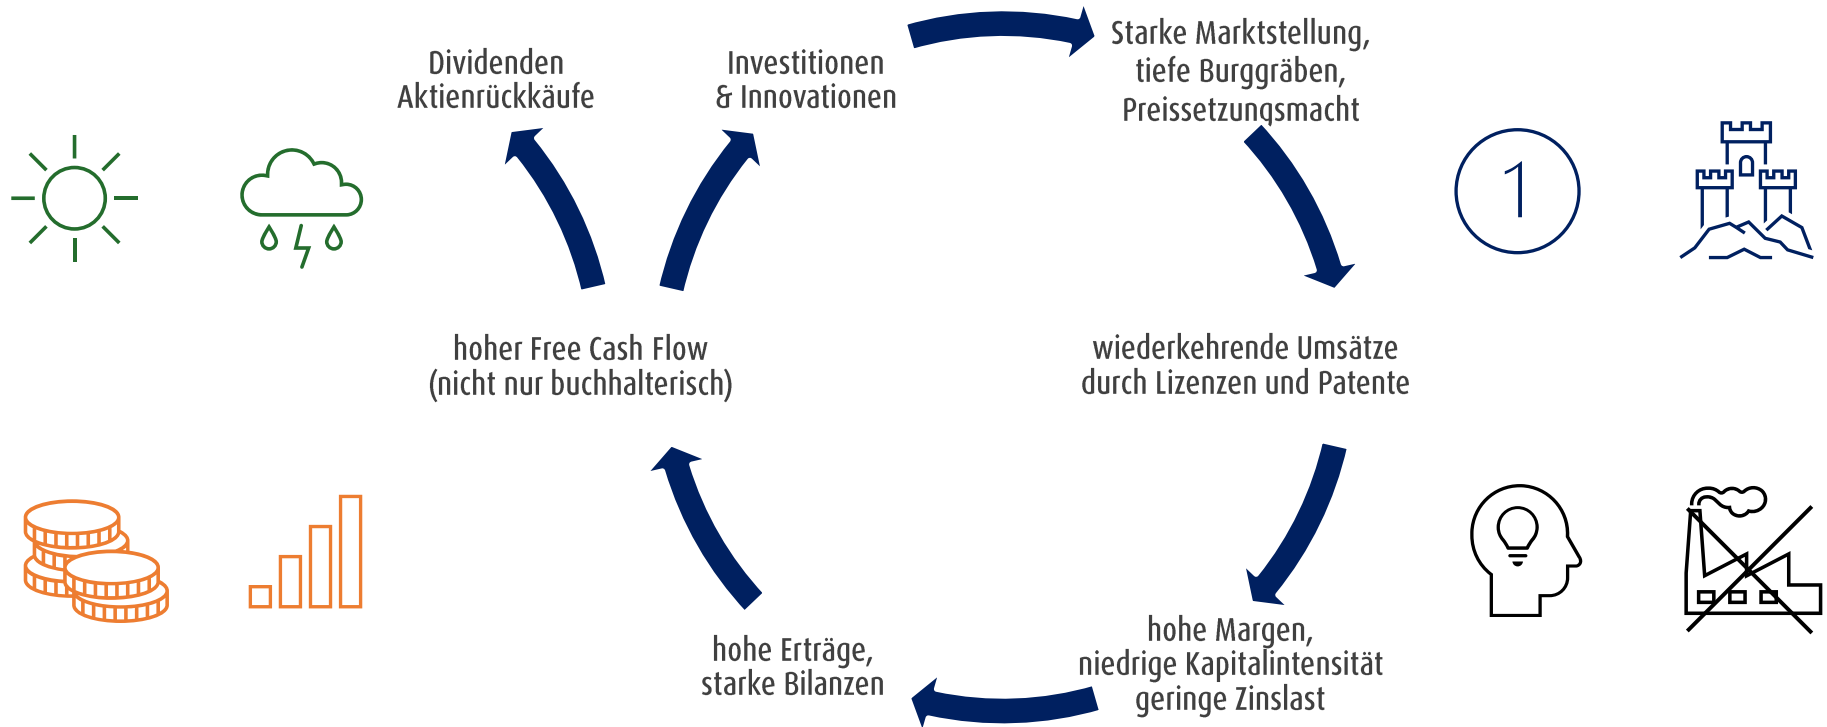 Dividenden
Aktienrückkäufe
Investitionen
& Innovationen
Starke Marktstellung,
tiefe Burggräben,
Preissetzungsmacht
1
hoher Free Cash Flow
(nicht nur buchhalterisch)
wiederkehrende Umsätze
durch Lizenzen und Patente
hohe Erträge,
starke Bilanzen
hohe Margen,
niedrige Kapitalintensität
geringe Zinslast